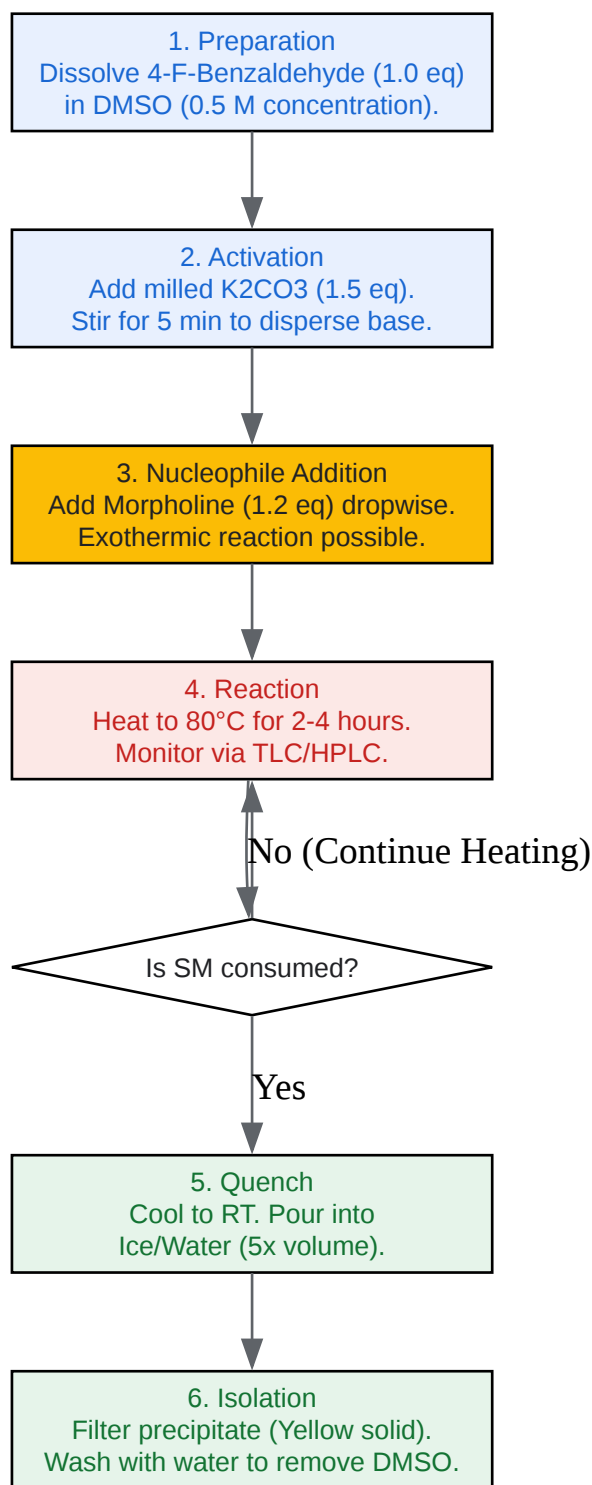 1. Preparation
Dissolve 4-F-Benzaldehyde (1.0 eq)
in DMSO (0.5 M concentration).
2. Activation
Add milled K2CO3 (1.5 eq).
Stir for 5 min to disperse base.
3. Nucleophile Addition
Add Morpholine (1.2 eq) dropwise.
Exothermic reaction possible.
4. Reaction
Heat to 80°C for 2-4 hours.
Monitor via TLC/HPLC.
No (Continue Heating)
Is SM consumed?
Yes
5. Quench
Cool to RT. Pour into
Ice/Water (5x volume).
6. Isolation
Filter precipitate (Yellow solid).
Wash with water to remove DMSO.